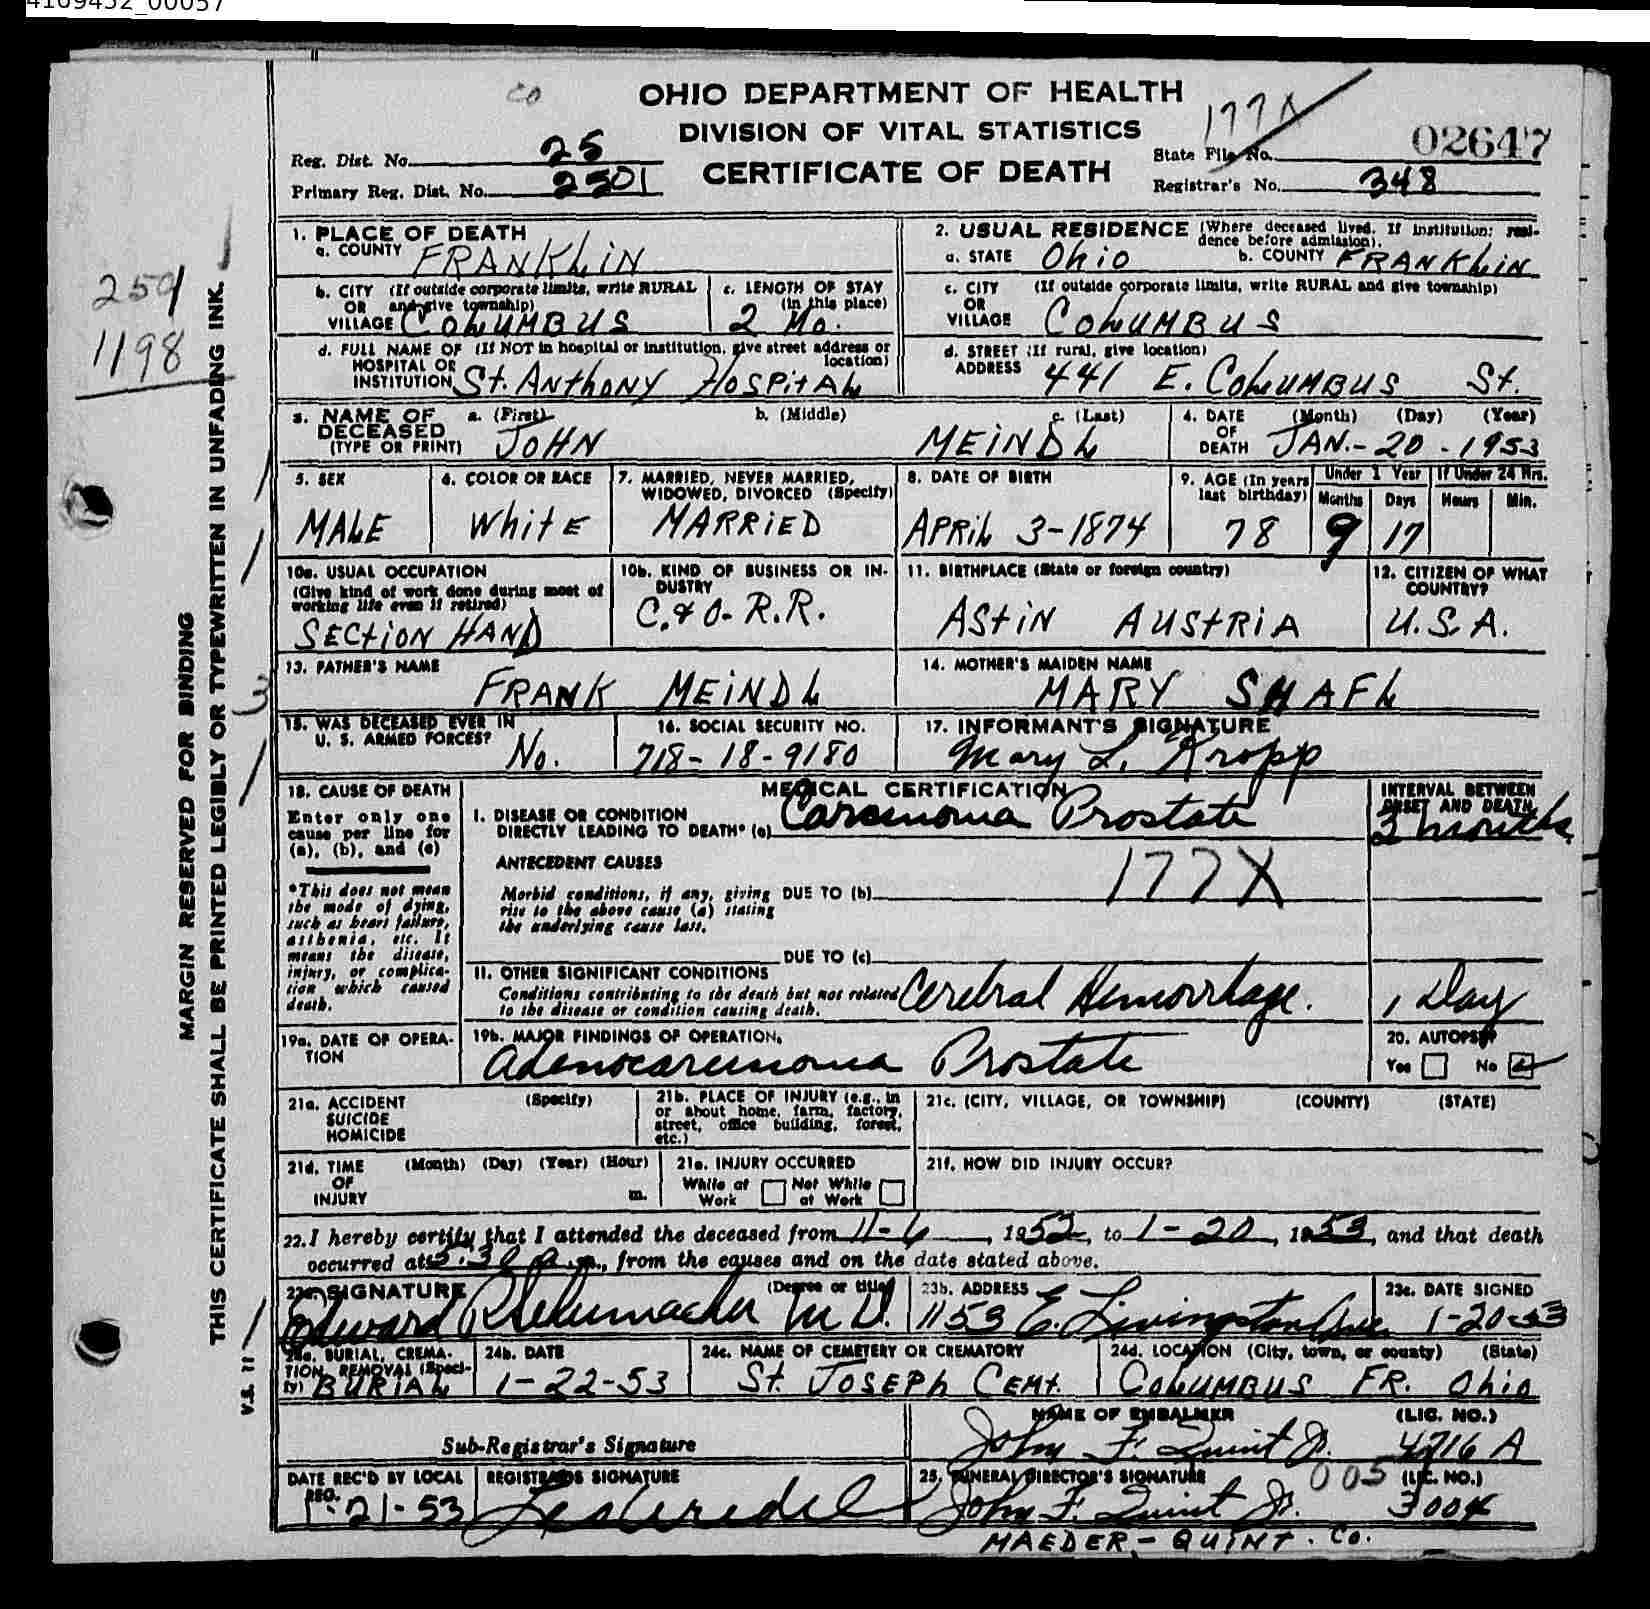 4109452_00057
co
OHIO DEPARTMENT OF HEALTH
DIVISION OF VITAL STATISTICS
CERTIFICATE OF DEATH
Reg. Dist. No. 25
Primary Reg. Dist. No. 2501
177X
State File No. 02647
Registrar's No. 348
259
1198
MARGIN RESERVED FOR BINDING
THIS CERTIFICATE SHALL BE PRINTED LEGIBLY OR TYPEWRITTEN IN UNFADING INK.
V.S. 11
1. PLACE OF DEATH
a. COUNTY FRANKLIN
2. USUAL RESIDENCE (Where deceased lived. If institution: residence before admission).
a. STATE Ohio b. COUNTY FRANKLIN
b. CITY (If outside corporate limits, write RURAL
OR and give township)
VILLAGE COLUMBUS
c. LENGTH OF STAY
(in this place)
2 Mo.
c. CITY (If outside corporate limits, write RURAL and give township)
OR
VILLAGE COLUMBUS
d. FULL NAME OF (If NOT in hospital or institution, give street address or
HOSPITAL OR location)
INSTITUTION St. ANTHONY HOSPITAL
d. STREET (If rural, give location)
ADDRESS 441 E. COLUMBUS St.
3. NAME OF DECEASED
(TYPE OR PRINT)
a. (First) b. (Middle) c. (Last)
JOHN MEINDL
4. DATE OF DEATH (Month) (Day) (Year)
JAN.-20-1953
5. SEX
MALE
6. COLOR OR RACE
WHITE
7. MARRIED, NEVER MARRIED,
WIDOWED, DIVORCED (Specify)
MARRIED
8. DATE OF BIRTH
APRIL 3-1874
9. AGE (In years last birthday)
78
Under 1 Year If Under 24 Hrs.
Months Days Hours Min.
9 17
10a. USUAL OCCUPATION
(Give kind of work done during most of
working life even if retired)
SECTION HAND
10b. KIND OF BUSINESS OR INDUSTRY
C. & O. R.R.
11. BIRTHPLACE (State or foreign country)
ASTIN AUSTRIA
12. CITIZEN OF WHAT COUNTRY?
U.S.A.
13. FATHER'S NAME
FRANK MEINDL
14. MOTHER'S MAIDEN NAME
MARY SHAFL
15. WAS DECEASED EVER IN
U. S. ARMED FORCES? No.
16. SOCIAL SECURITY NO.
718-18-9180
17. INFORMANT'S SIGNATURE
Mary L. Kropp
18. CAUSE OF DEATH
Enter only one
cause per line for
(a), (b), and (c)
*This does not mean
the mode of dying,
such as heart failure,
asthenia, etc. It
means the disease,
injury, or complica-
tion which caused
death.
MEDICAL CERTIFICATION
I. DISEASE OR CONDITION
DIRECTLY LEADING TO DEATH* (a) Carcinoma Prostate
INTERVAL BETWEEN
ONSET AND DEATH
months
ANTECEDENT CAUSES
177X
Morbid conditions, if any, giving DUE TO (b)
rise to the above cause (a) stating
the underlying cause last.
DUE TO (c)
II. OTHER SIGNIFICANT CONDITIONS
Conditions contributing to the death but not related
to the disease or condition causing death.
Cerebral Hemorrhage. 1 Day
19a. DATE OF OPERATION
19b. MAJOR FINDINGS OF OPERATION.
Adenocarcinoma Prostate
20. AUTOPSY?
Yes No
21a. ACCIDENT (Specify)
SUICIDE
HOMICIDE
21b. PLACE OF INJURY (e.g., in
or about home, farm, factory,
street, office building, forest,
etc.)
21c. (CITY, VILLAGE, OR TOWNSHIP) (COUNTY) (STATE)
21d. TIME (Month) (Day) (Year) (Hour)
OF
INJURY m.
21e. INJURY OCCURRED
While at Work Not While at Work
21f. HOW DID INJURY OCCUR?
22. I hereby certify that I attended the deceased from 11-6, 1952, to 1-20, 1953, and that death
occurred at 5:30 p.m., from the causes and on the date stated above.
23a. SIGNATURE (Degree or title)
Edward R Schumacher M D.
23b. ADDRESS
1153 E. Livingston Ave
23c. DATE SIGNED
1-20-53
24a. BURIAL, CREMATION, REMOVAL (Specify)
BURIAL
24b. DATE
1-22-53
24c. NAME OF CEMETERY OR CREMATORY
St. JOSEPH CEMT.
24d. LOCATION (City, town, or county) (State)
COLUMBUS FR. Ohio
Sub-Registrar's Signature
NAME OF EMBALMER (LIC. NO.)
John F. Quint Jr. 4716 A
DATE REC'D BY LOCAL REG.
1-21-53
REGISTRAR'S SIGNATURE
25. FUNERAL DIRECTOR'S SIGNATURE 005 (LIC. NO.)
John F. Quint Jr. 3004
MAEDER-QUINT. Co.